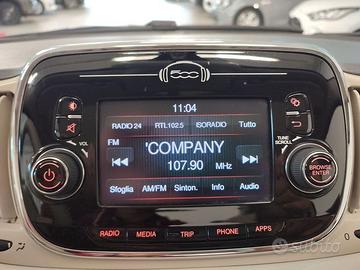 500
11:04
RADIO 24 RTL102.5 ISORADIO Tutto
FM
'COMPANY
107.90 MHz
Sfoglia AM/FM Sinton. Info Audio
VOL
TUNE
SCROLL
BROWSE
ENTER
RADIO MEDIA TRIP PHONE APPS
subito